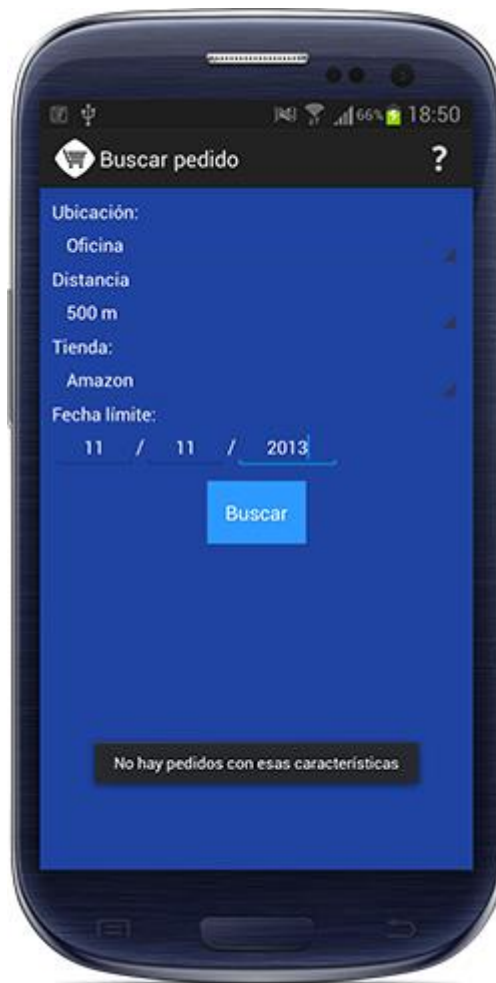 66% 18:50
Buscar pedido ?
Ubicación:
Oficina
Distancia
500 m
Tienda:
Amazon
Fecha límite:
11 / 11 / 2013
Buscar
No hay pedidos con esas características